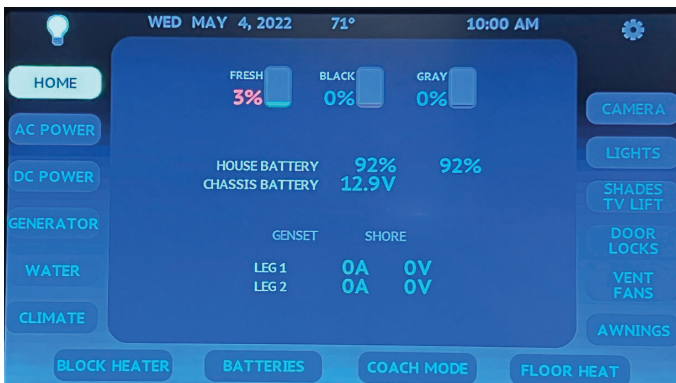 WED MAY 4, 2022 71° 10:00 AM
HOME
AC POWER
DC POWER
GENERATOR
WATER
CLIMATE
FRESH BLACK GRAY
3% 0% 0%
HOUSE BATTERY 92% 92%
CHASSIS BATTERY 12.9V
GENSET SHORE
LEG 1 0A 0V
LEG 2 0A 0V
CAMERA
LIGHTS
SHADES
TV LIFT
DOOR
LOCKS
VENT
FANS
AWNINGS
BLOCK HEATER BATTERIES COACH MODE FLOOR HEAT